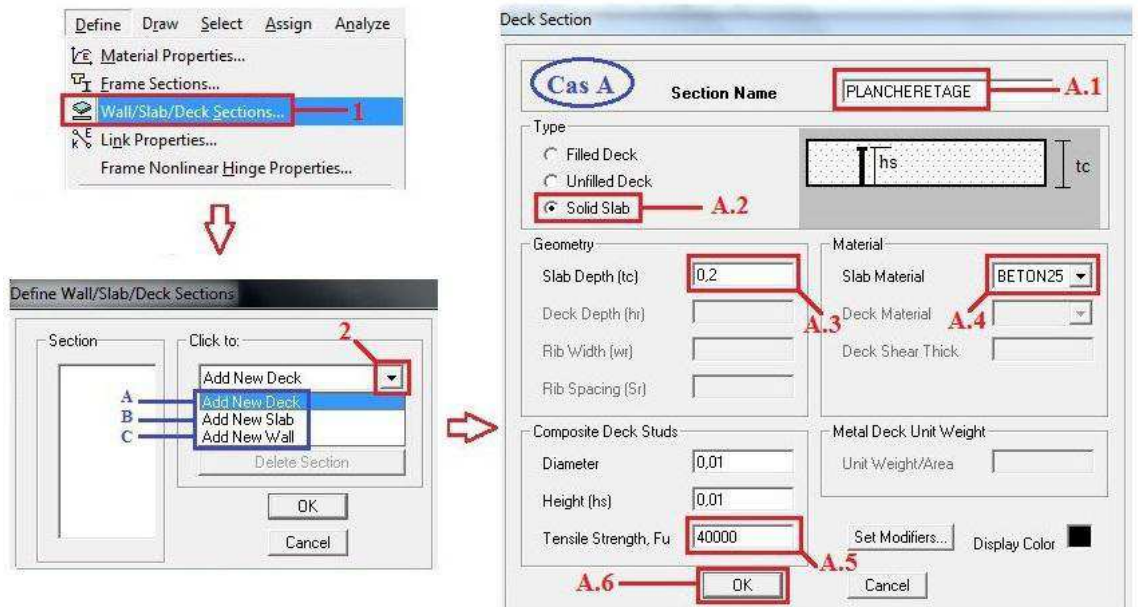 Define Draw Select Assign Analyze
Material Properties...
Frame Sections...
Wall/Slab/Deck Sections... 1
Link Properties...
Frame Nonlinear Hinge Properties...
Define Wall/Slab/Deck Sections
Section
Click to: 2
Add New Deck
A Add New Deck
B Add New Slab
C Add New Wall
Delete Section
OK
Cancel
Deck Section
Cas A Section Name PLANCHERETAGE A.1
Type
Filled Deck
Unfilled Deck
Solid Slab A.2
hs
tc
Geometry
Slab Depth (tc) 0,2
A.3
Deck Depth (hr)
Rib Width (wr)
Rib Spacing (Sr)
Material
Slab Material BETON25
A.4
Deck Material
Deck Shear Thick
Composite Deck Studs
Diameter 0,01
Height (hs) 0,01
Tensile Strength, Fu 40000
A.5
Metal Deck Unit Weight
Unit Weight/Area
Set Modifiers... Display Color
A.6 OK Cancel